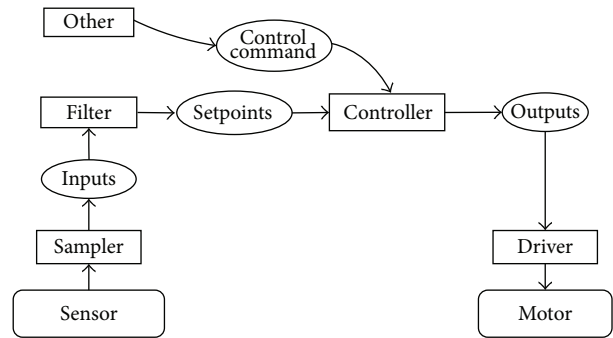 Other
Control
command
Filter
Setpoints
Controller
Outputs
Inputs
Sampler
Driver
Sensor
Motor